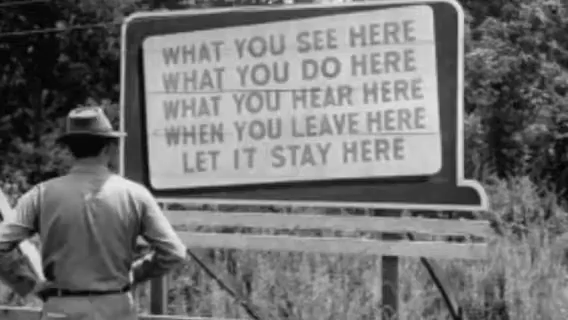 WHAT YOU SEE HERE
WHAT YOU DO HERE
WHAT YOU HEAR HERE
WHEN YOU LEAVE HERE
LET IT STAY HERE